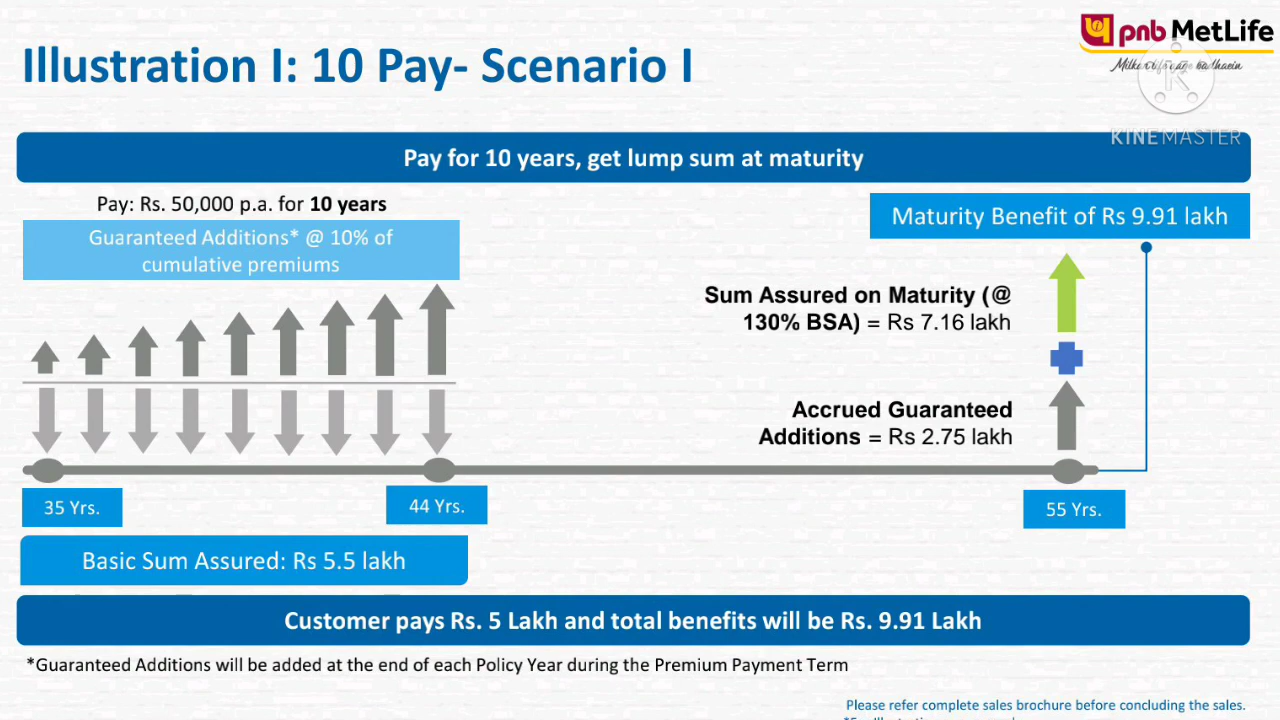 Illustration I: 10 Pay- Scenario I
pnb MetLife
Milkar life aage badhaein
KINEMASTER
Pay for 10 years, get lump sum at maturity
Pay: Rs. 50,000 p.a. for 10 years
Guaranteed Additions* @ 10% of
cumulative premiums
Maturity Benefit of Rs 9.91 lakh
Sum Assured on Maturity (@
130% BSA) = Rs 7.16 lakh
Accrued Guaranteed
Additions = Rs 2.75 lakh
35 Yrs.
44 Yrs.
55 Yrs.
Basic Sum Assured: Rs 5.5 lakh
Customer pays Rs. 5 Lakh and total benefits will be Rs. 9.91 Lakh
*Guaranteed Additions will be added at the end of each Policy Year during the Premium Payment Term
Please refer complete sales brochure before concluding the sales.